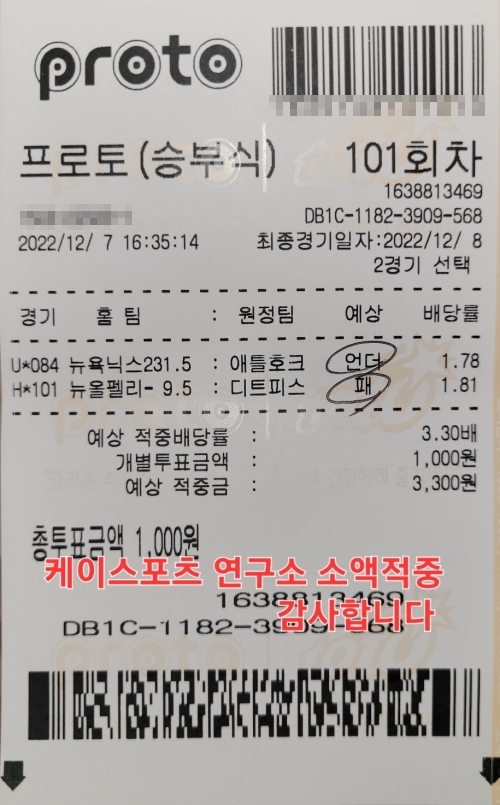 proto
프로토(승부식) 101회차
1638813469
DB1C-1182-3909-568
2022/12/ 7 16:35:14 최종경기일자:2022/12/ 8
2경기 선택
경기 홈 팀 : 원정팀 예상 배당률
U*084 뉴욕닉스231.5 : 애틀호크 언더 1.78
H*101 뉴올펠리- 9.5 : 디트피스 패 1.81
예상 적중배당률 : 3.30배
개별투표금액 : 1,000원
예상 적중금 : 3,300원
총투표금액 1,000원
케이스포츠 연구소 소액적중
1638813469
감사합니다
DB1C-1182-3909-568